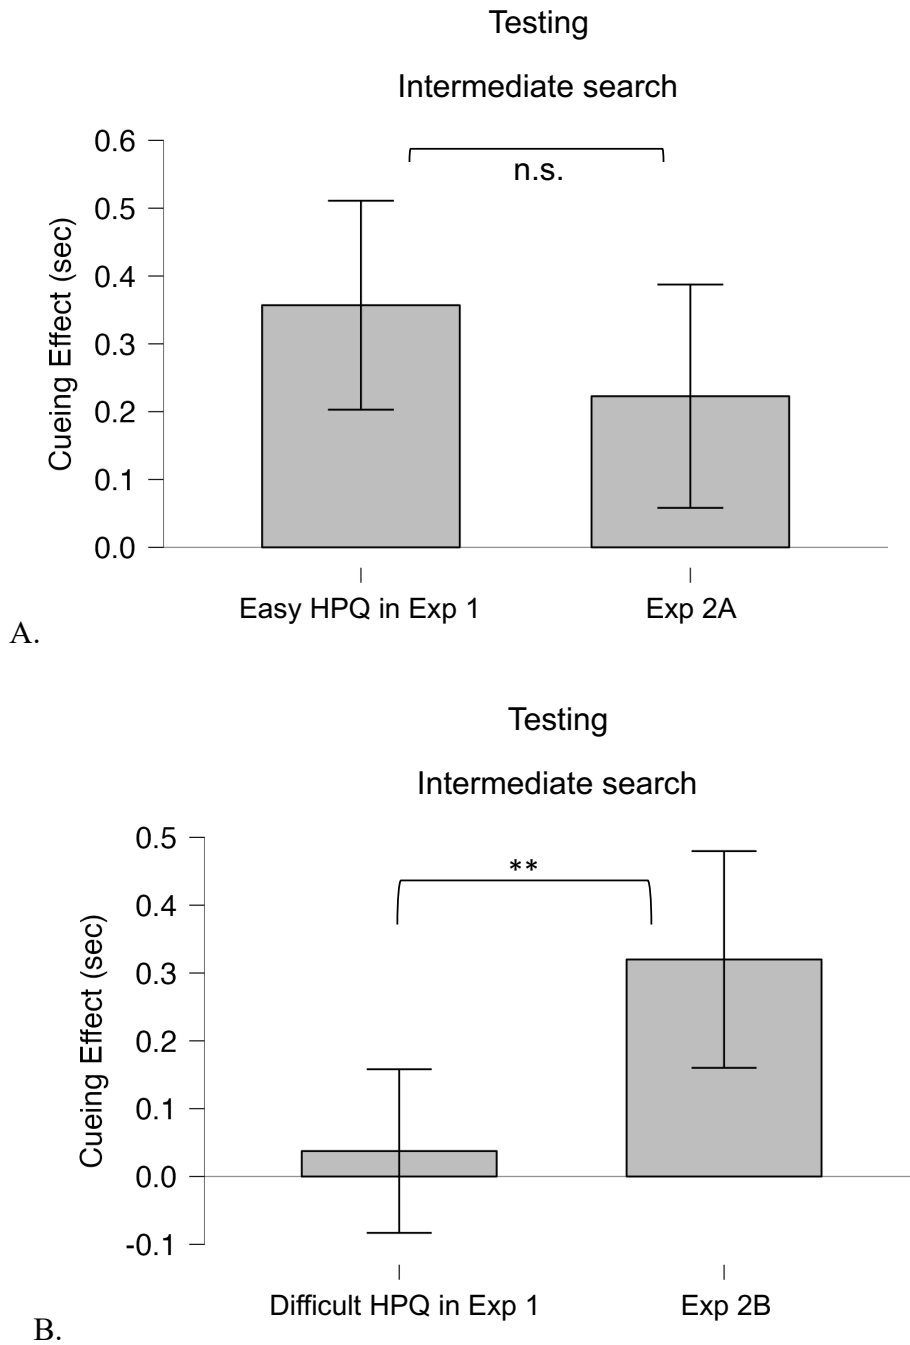 Testing
Intermediate search
0.6
n.s.
0.5
0.4
0.3
0.2
0.1
0.0
Cueing Effect (sec)
Easy HPQ in Exp 1 Exp 2A
A.
Testing
Intermediate search
0.5
**
0.4
0.3
0.2
0.1
0.0
-0.1
Cueing Effect (sec)
Difficult HPQ in Exp 1 Exp 2B
B.